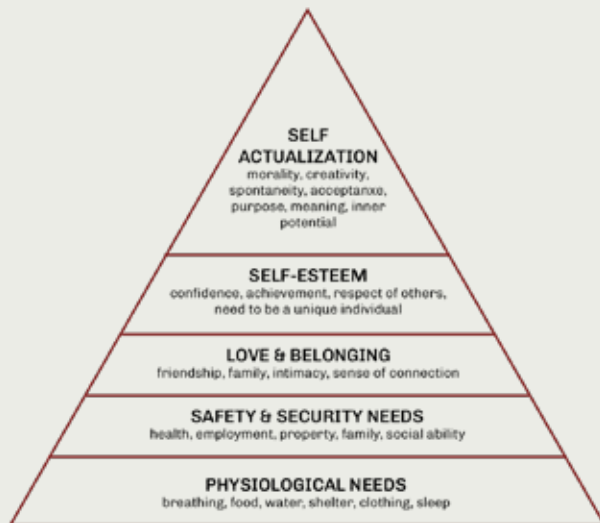 SELF
ACTUALIZATION
morality, creativity,
spontaneity, acceptanxe,
purpose, meaning, inner
potential
SELF-ESTEEM
confidence, achievement, respect of others,
need to be a unique individual
LOVE & BELONGING
friendship, family, intimacy, sense of connection
SAFETY & SECURITY NEEDS
health, employment, property, family, social ability
PHYSIOLOGICAL NEEDS
breathing, food, water, shelter, clothing, sleep